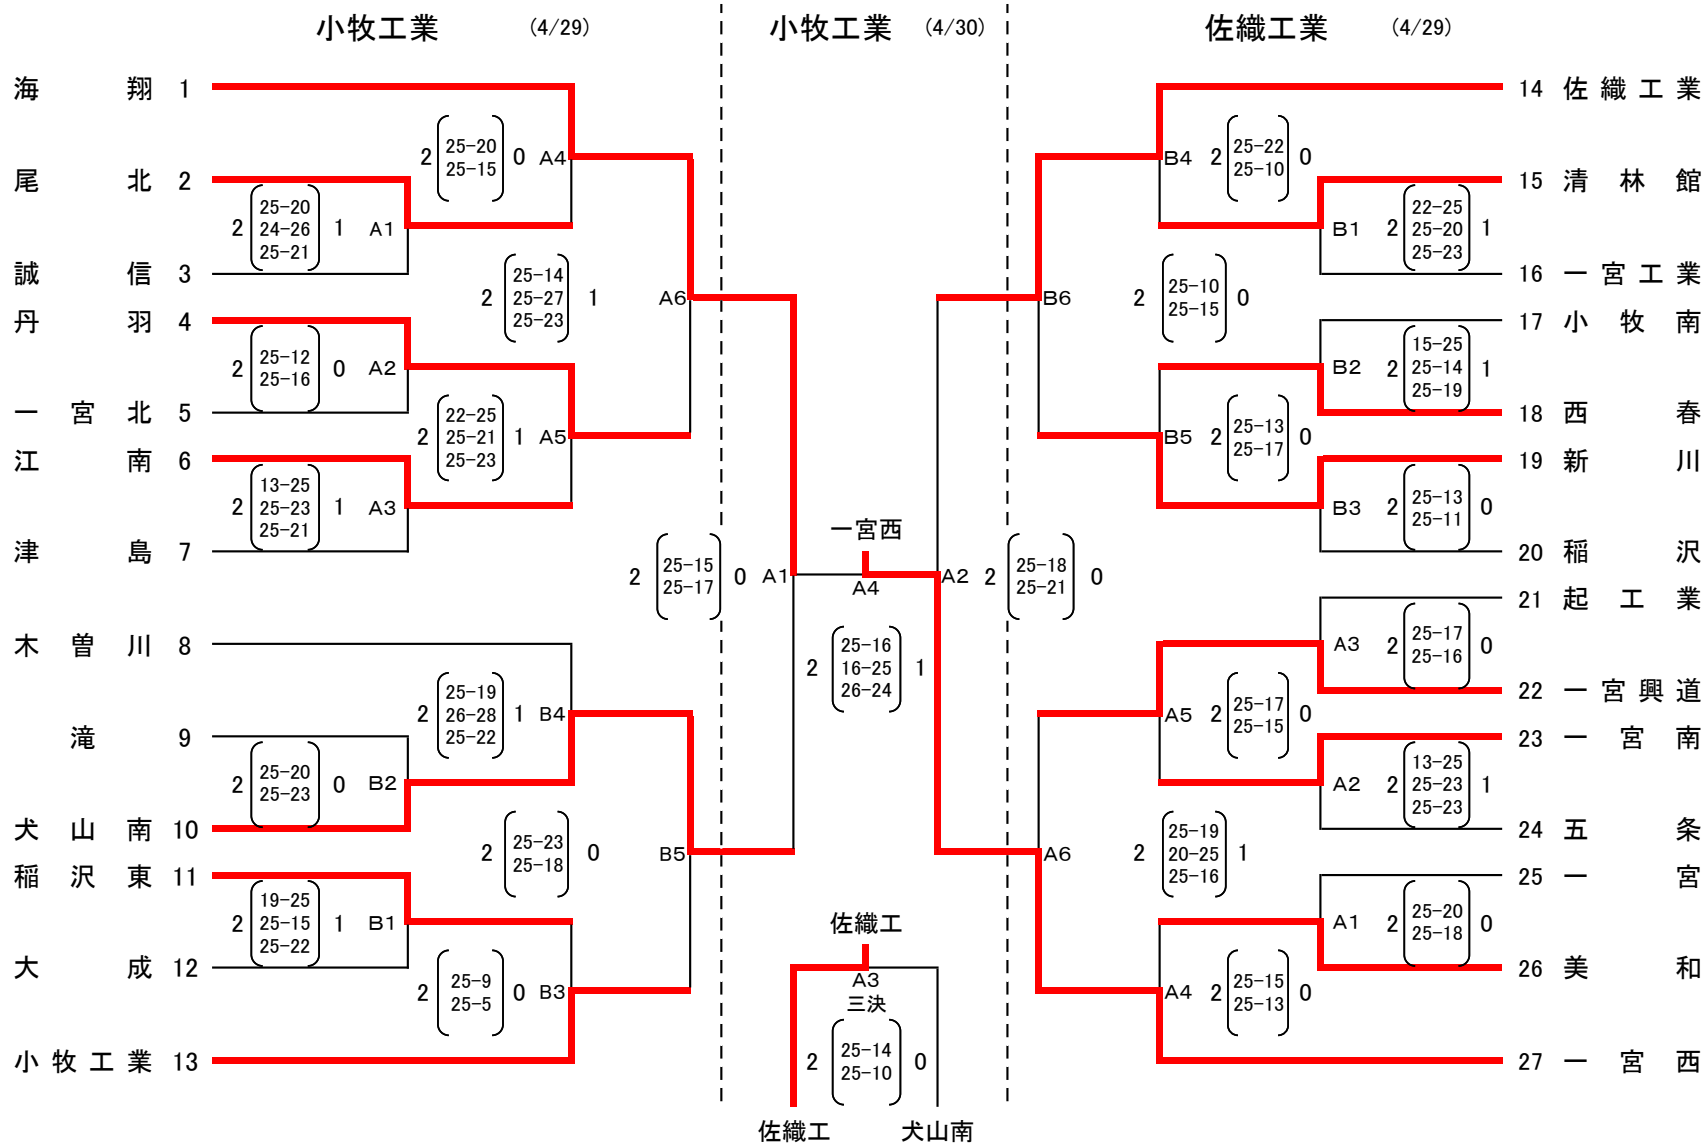 小牧工業 (4/29)
小牧工業 (4/30)
佐織工業 (4/29)
海翔 1
尾北 2
誠信 3
丹羽 4
一宮北 5
江南 6
津島 7
木曽川 8
滝 9
犬山南 10
稲沢東 11
大成 12
小牧工業 13
2 25-20 24-26 25-21 1 A1
2 25-12 25-16 0 A2
2 13-25 25-23 25-21 1 A3
2 25-20 25-23 0 B2
2 19-25 25-15 25-22 1 B1
2 25-20 25-15 0 A4
2 22-25 25-21 25-23 1 A5
2 25-19 26-28 25-22 1 B4
2 25-9 25-5 0 B3
2 25-14 25-27 25-23 1 A6
2 25-23 25-18 0 B5
2 25-15 25-17 0 A1
一宮西
A4
2 25-16 16-25 26-24 1
A2 2 25-18 25-21 0
佐織工
A3
三決
2 25-14 25-10 0
佐織工 犬山南
B6 2 25-10 25-15 0
A6 2 25-19 20-25 25-16 1
B4 2 25-22 25-10 0
B5 2 25-13 25-17 0
A5 2 25-17 25-15 0
A4 2 25-15 25-13 0
B1 2 22-25 25-20 25-23 1
B2 2 15-25 25-14 25-19 1
B3 2 25-13 25-11 0
A3 2 25-17 25-16 0
A2 2 13-25 25-23 25-23 1
A1 2 25-20 25-18 0
14 佐織工業
15 清林館
16 一宮工業
17 小牧南
18 西春
19 新川
20 稲沢
21 起工業
22 一宮興道
23 一宮南
24 五条
25 一宮
26 美和
27 一宮西